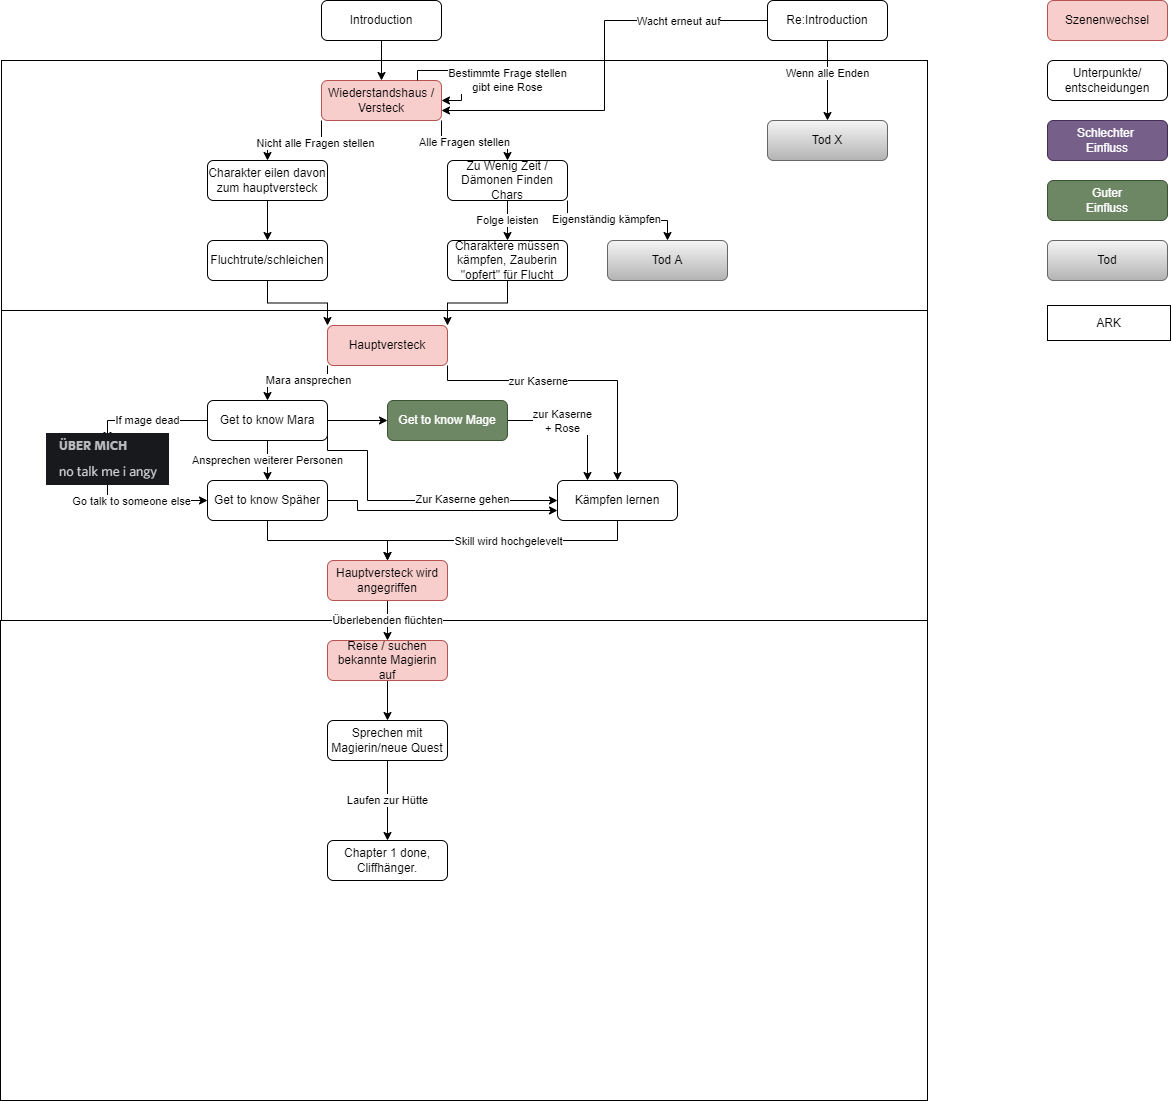 Introduction
Wacht erneut auf
Re:Introduction
Szenenwechsel
Bestimmte Frage stellen
gibt eine Rose
Wenn alle Enden
Unterpunkte/
entscheidungen
Wiederstandshaus /
Versteck
Nicht alle Fragen stellen
Alle Fragen stellen
Tod X
Schlechter
Einfluss
Charakter eilen davon
zum hauptversteck
Zu Wenig Zeit /
Dämonen Finden
Chars
Guter
Einfluss
Folge leisten
Eigenständig kämpfen
Fluchtrute/schleichen
Charaktere müssen
kämpfen, Zauberin
"opfert" für Flucht
Tod A
Tod
ARK
Hauptversteck
Mara ansprechen
zur Kaserne
If mage dead
Get to know Mara
Get to know Mage
zur Kaserne
+ Rose
ÜBER MICH
no talk me i angy
Ansprechen weiterer Personen
Go talk to someone else
Get to know Späher
Zur Kaserne gehen
Kämpfen lernen
Skill wird hochgelevelt
Hauptversteck wird
angegriffen
Überlebenden flüchten
Reise / suchen
bekannte Magierin
auf
Sprechen mit
Magierin/neue Quest
Laufen zur Hütte
Chapter 1 done,
Cliffhänger.